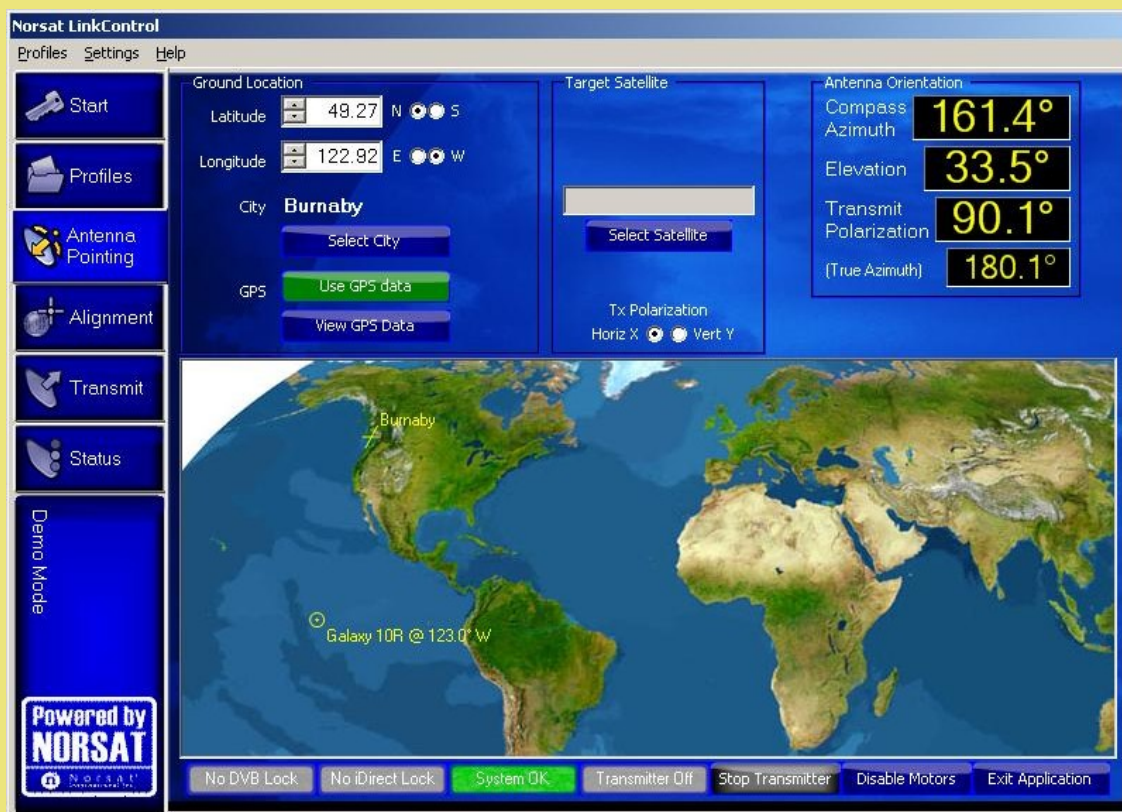 Norsat LinkControl
Profiles Settings Help
Start
Profiles
Antenna
Pointing
Alignment
Transmit
Status
Demo Mode
Powered by
NORSAT
n Norsat
Ground Location
Latitude 49.27 N S
Longitude 122.92 E W
City Burnaby
Select City
GPS Use GPS data
View GPS Data
Target Satellite
Select Satellite
Tx Polarization
Horiz X Vert Y
Antenna Orientation
Compass
Azimuth 161.4°
Elevation 33.5°
Transmit
Polarization 90.1°
(True Azimuth) 180.1°
Burnaby
Galaxy 10R @ 123.0° W
No DVB Lock No iDirect Lock System OK Transmitter Off Stop Transmitter Disable Motors Exit Application